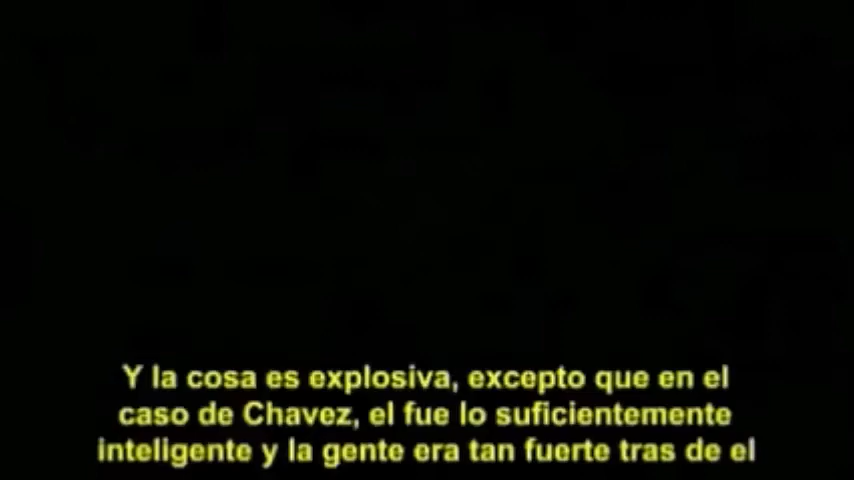 Y la cosa es explosiva, excepto que en el
caso de Chavez, el fue lo suficientemente
inteligente y la gente era tan fuerte tras de el